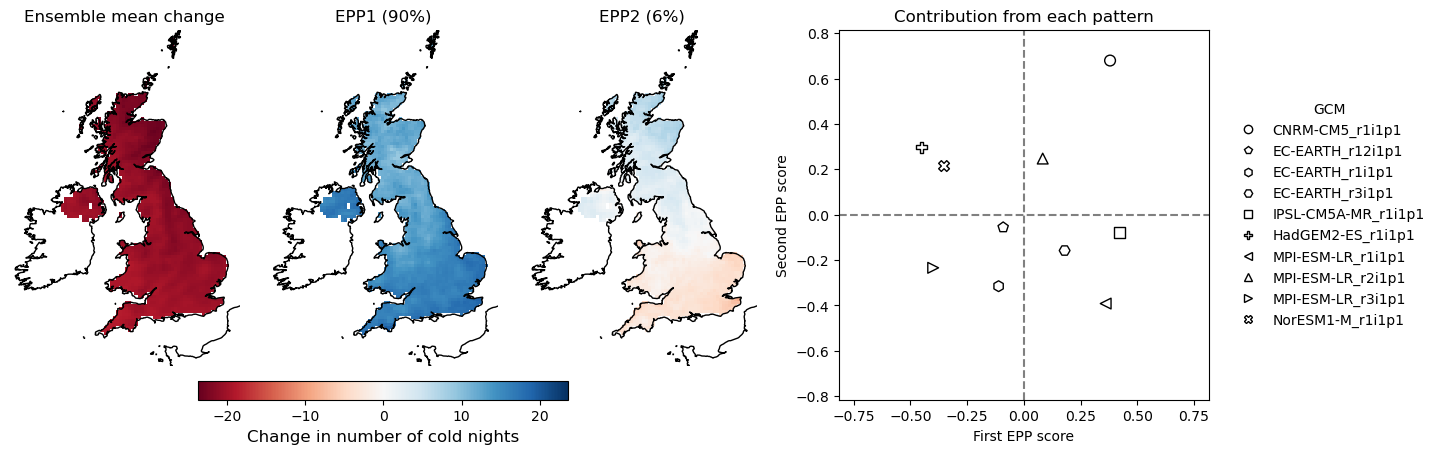 Ensemble mean change
EPP1 (90%)
EPP2 (6%)
−20
−10
0
10
20
Change in number of cold nights
Contribution from each pattern
Second EPP score
0.8
0.6
0.4
0.2
0.0
−0.2
−0.4
−0.6
−0.8
−0.75
−0.50
−0.25
0.00
0.25
0.50
0.75
First EPP score
GCM
CNRM-CM5_r1i1p1
EC-EARTH_r12i1p1
EC-EARTH_r1i1p1
EC-EARTH_r3i1p1
IPSL-CM5A-MR_r1i1p1
HadGEM2-ES_r1i1p1
MPI-ESM-LR_r1i1p1
MPI-ESM-LR_r2i1p1
MPI-ESM-LR_r3i1p1
NorESM1-M_r1i1p1